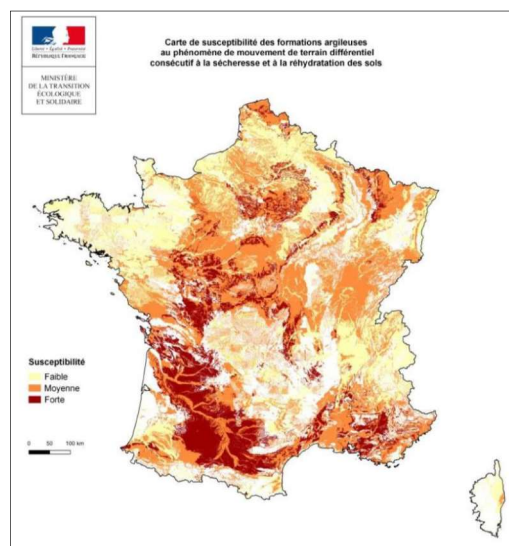 Liberté • Égalité • Fraternité
RÉPUBLIQUE FRANÇAISE
MINISTÈRE
DE LA TRANSITION
ÉCOLOGIQUE
ET SOLIDAIRE
Carte de susceptibilité des formations argileuses
au phénomène de mouvement de terrain différentiel
consécutif à la sécheresse et à la réhydratation des sols
Susceptibilité
Faible
Moyenne
Forte
0 50 100 km